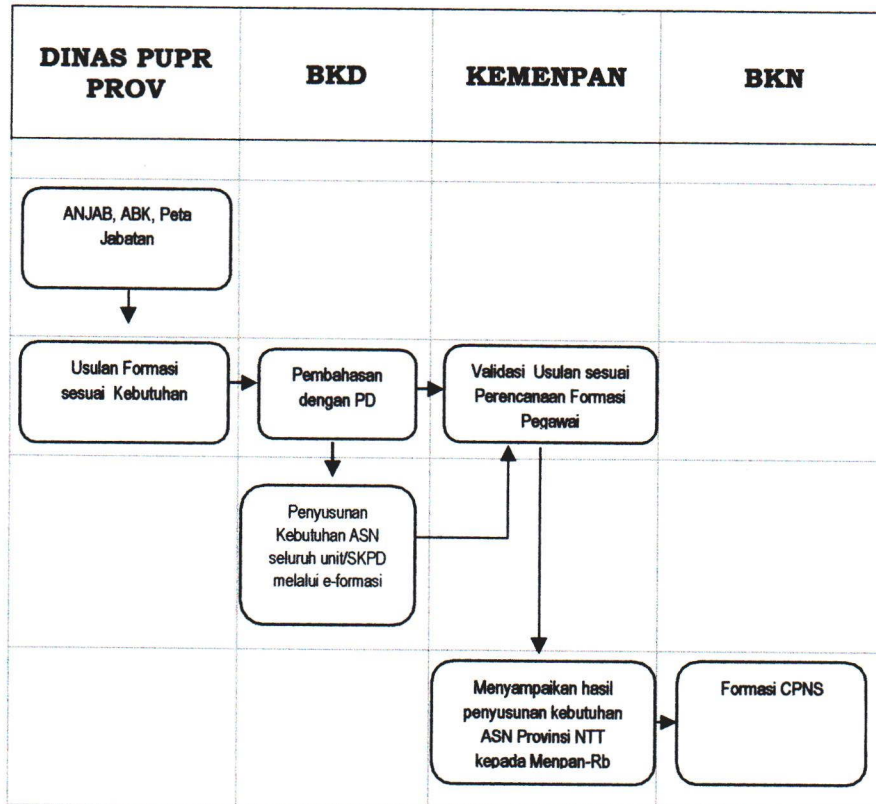 DINAS PUPR
PROV
BKD
KEMENPAN
BKN
ANJAB, ABK, Peta
Jabatan
Usulan Formasi
sesuai Kebutuhan
Pembahasan
dengan PD
Validasi Usulan sesuai
Perencanaan Formasi
Pegawai
Penyusunan
Kebutuhan ASN
seluruh unit/SKPD
melalui e-formasi
Menyampaikan hasil
penyusunan kebutuhan
ASN Provinsi NTT
kepada Menpan-Rb
Formasi CPNS